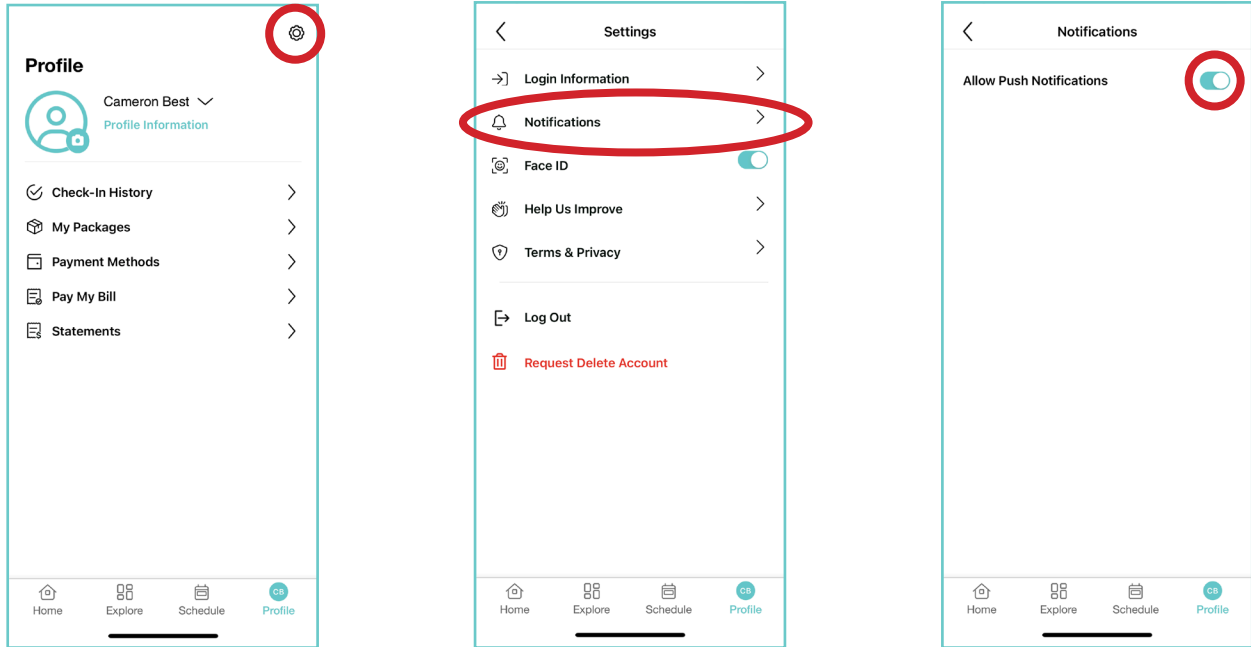 Profile
Cameron Best
Profile Information
Check-In History
My Packages
Payment Methods
Pay My Bill
Statements
Home Explore Schedule CB Profile
Settings
Login Information
Notifications
Face ID
Help Us Improve
Terms & Privacy
Log Out
Request Delete Account
Home Explore Schedule CB Profile
Notifications
Allow Push Notifications
Home Explore Schedule CB Profile